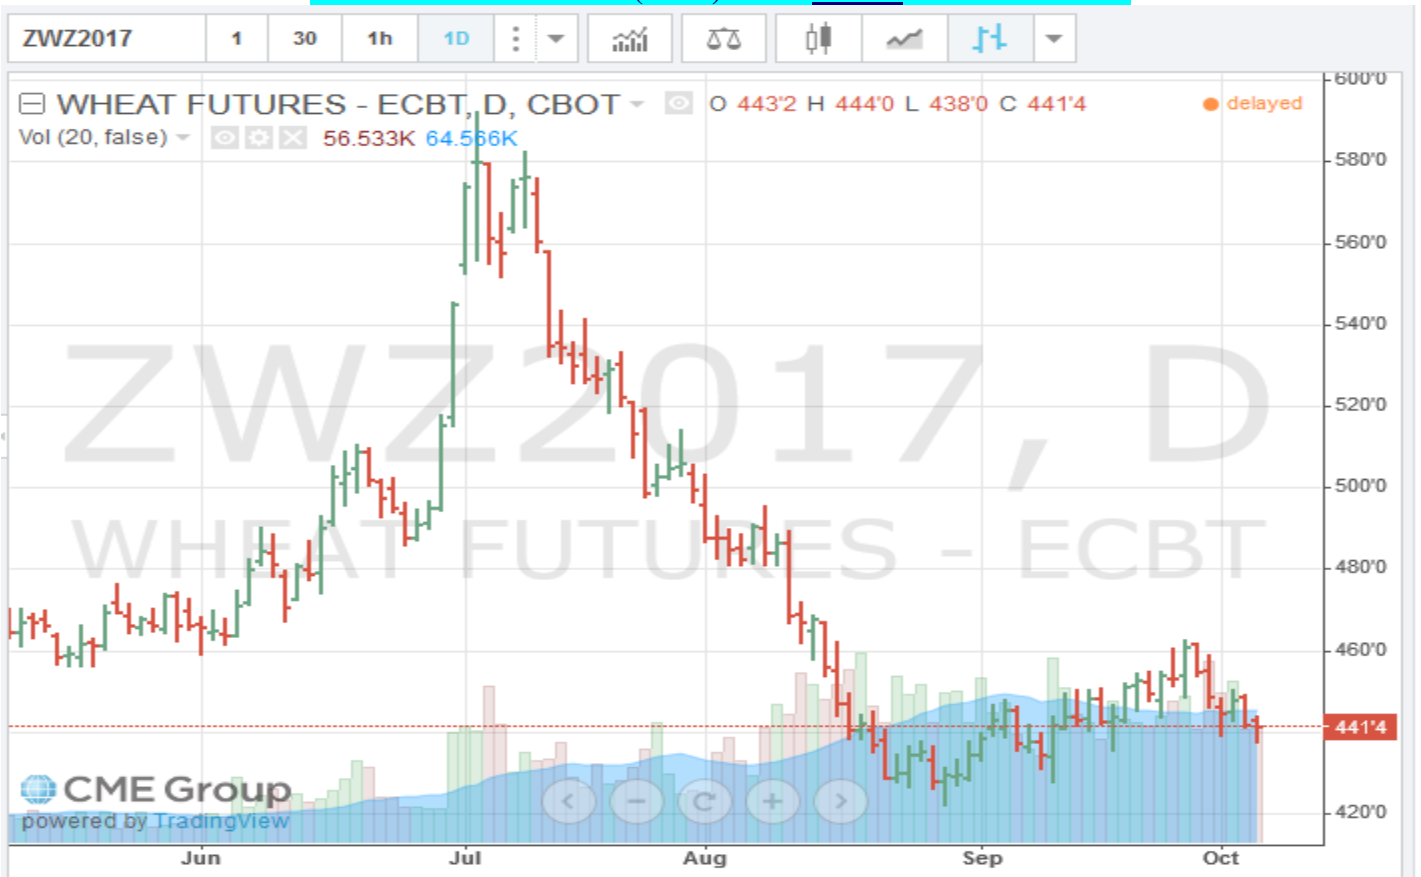 ZWZ2017 1 30 1h 1D
WHEAT FUTURES - ECBT, D, CBOT O 443'2 H 444'0 L 438'0 C 441'4 delayed
Vol (20, false) 56.533K 64.566K
600'0
580'0
560'0
540'0
520'0
500'0
480'0
460'0
441'4
420'0
ZWZ2017, D
WHEAT FUTURES - ECBT
CME Group
powered by TradingView
Jun Jul Aug Sep Oct